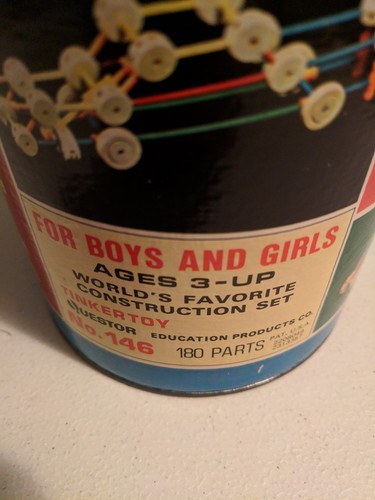 FOR BOYS AND GIRLS
AGES 3-UP
WORLD'S FAVORITE
CONSTRUCTION SET
TINKERTOY
QUESTOR EDUCATION PRODUCTS CO.
No. 146 180 PARTS PAT. U.S.A.